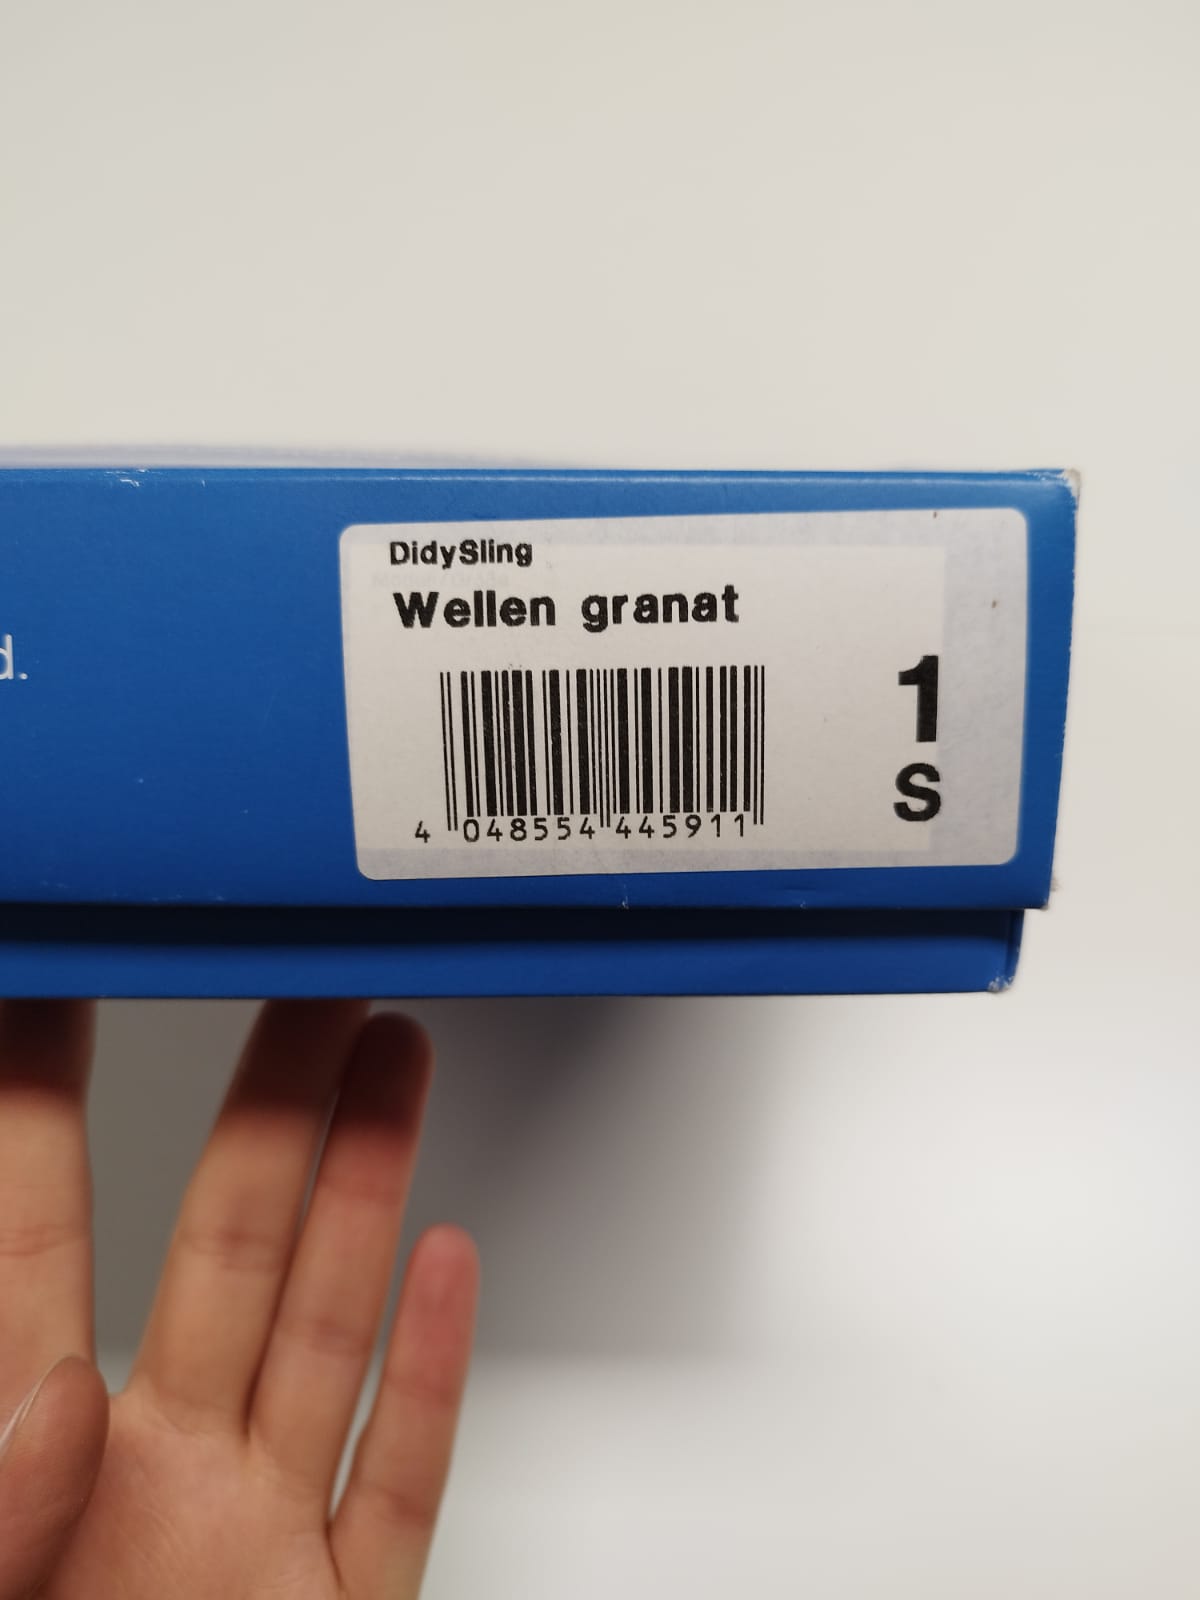 DidySling
Wellen granat
d.
1
S
4 048554 445911